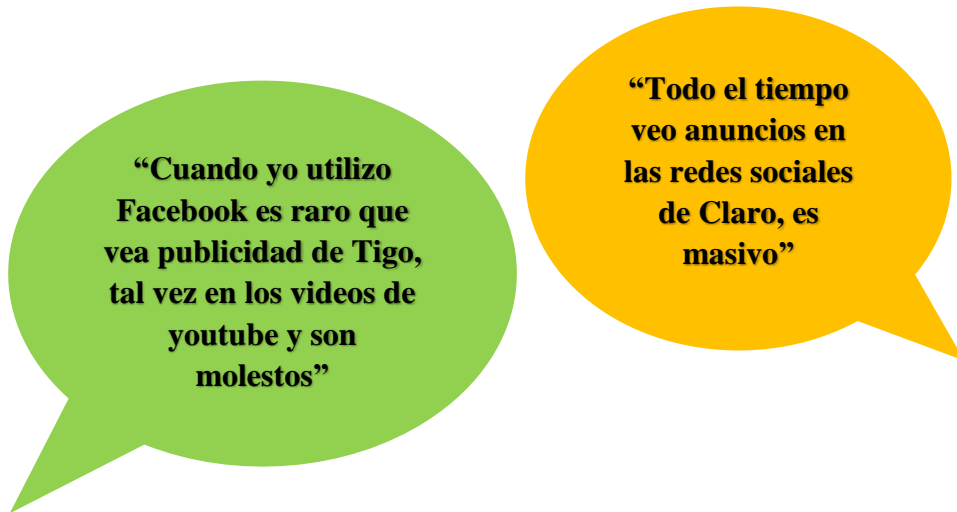 “Cuando yo utilizo
Facebook es raro que
vea publicidad de Tigo,
tal vez en los videos de
youtube y son
molestos”
“Todo el tiempo
veo anuncios en
las redes sociales
de Claro, es
masivo”